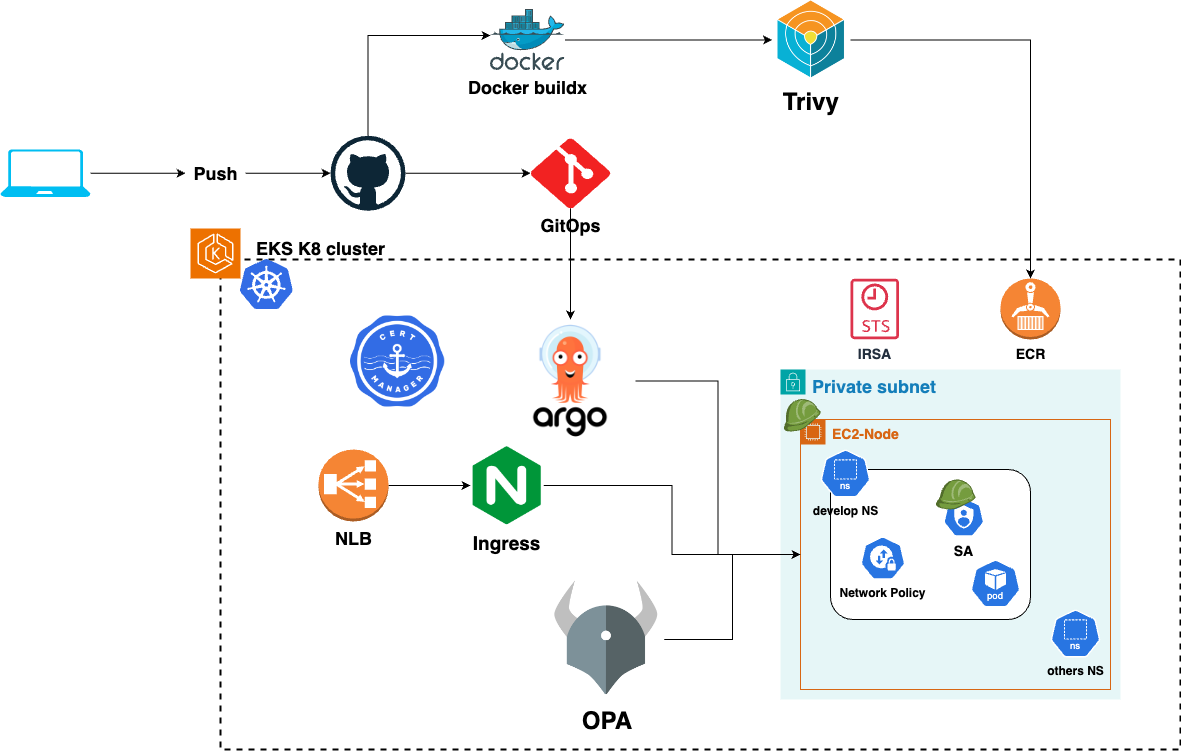 docker
Docker buildx
Trivy
Push
GitOps
EKS K8 cluster
K
CERT
MANAGER
argo
STS
IRSA
ECR
Private subnet
EC2-Node
ns
develop NS
SA
Network Policy
pod
ns
others NS
NLB
N
Ingress
OPA